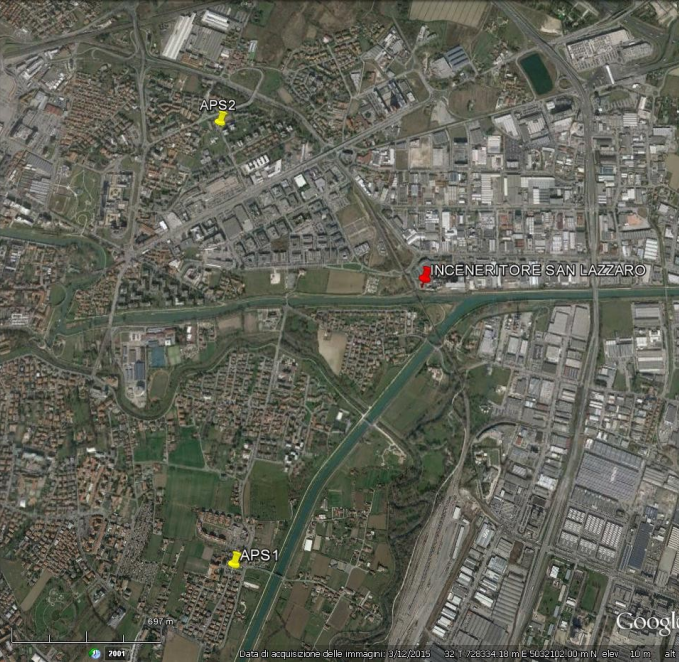 APS2
INCENERITORE SAN LAZZARO
APS1
697 m
Google
2001
Data di acquisizione delle immagini: 3/12/2015 32 T 728334.18 m E 5032102.00 m N elev. 10 m alt